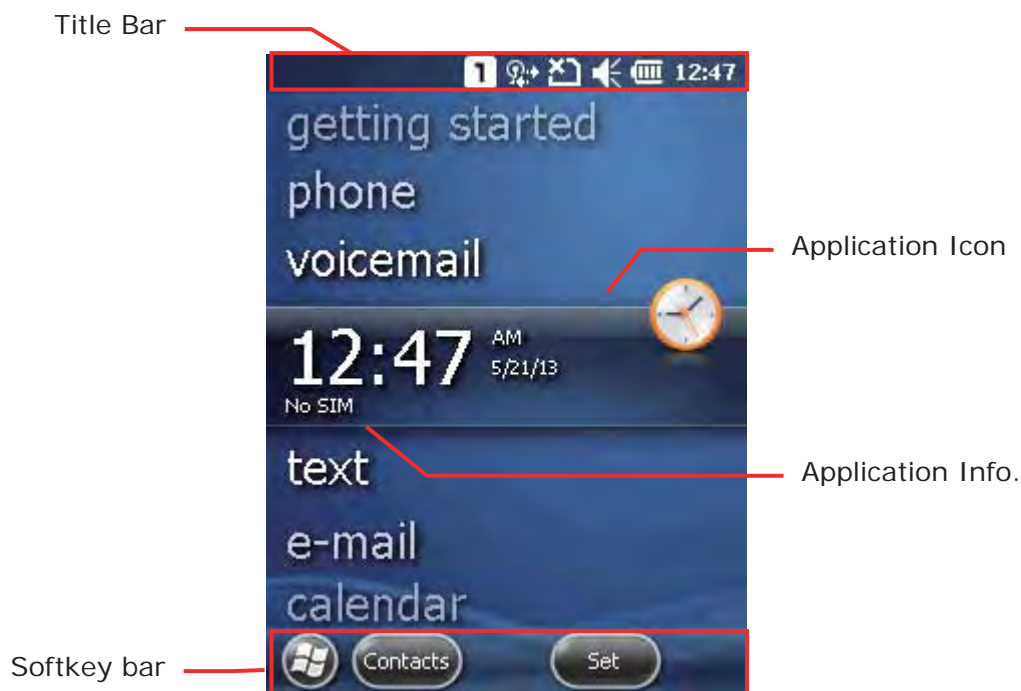 Title Bar
1 12:47
getting started
phone
voicemail
Application Icon
12:47 AM
5/21/13
No SIM
text
Application Info.
e-mail
calendar
Softkey bar
Contacts Set